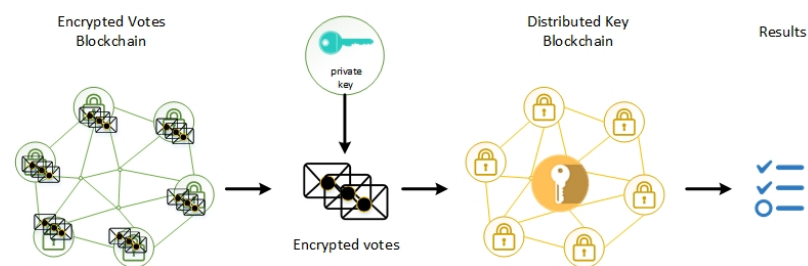 Encrypted Votes
Blockchain
private
key
Encrypted votes
Distributed Key
Blockchain
Results